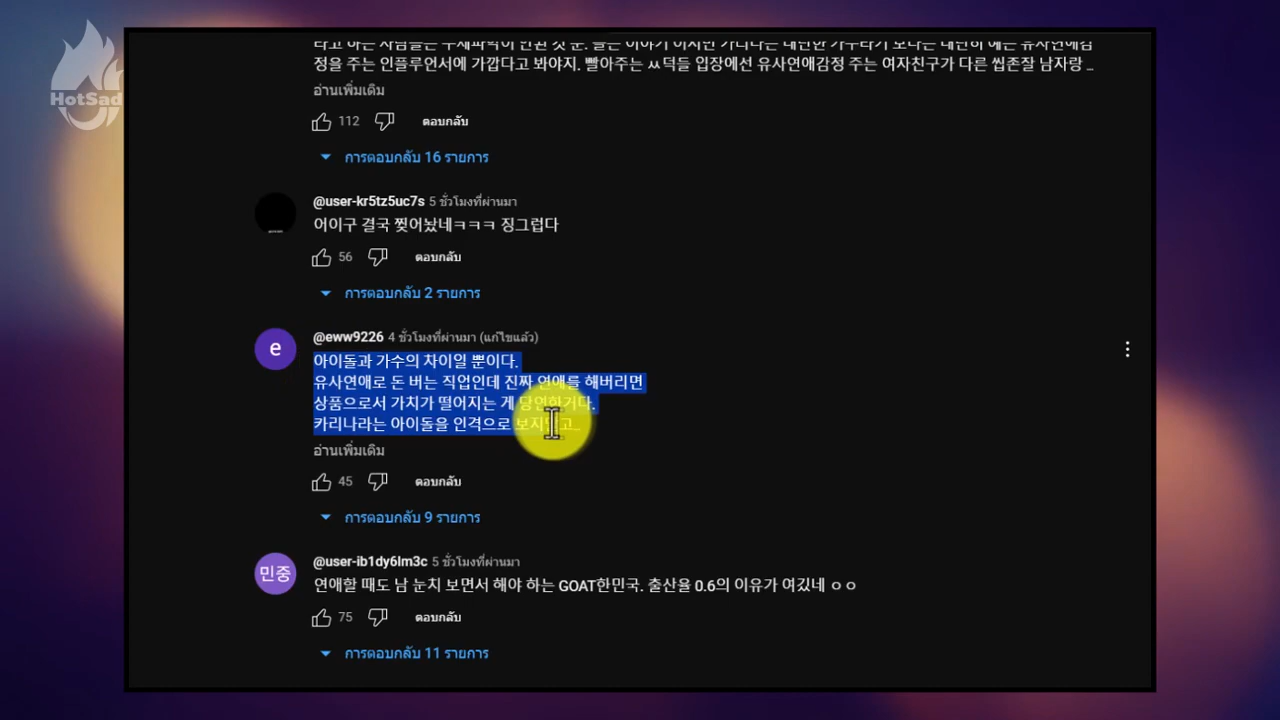 HotSad
정을 주는 인플루언서에 가깝다고 봐야지. 빨아주는 ㅆ덕들 입장에선 유사연애감정 주는 여자친구가 다른 씹존잘 남자랑 ...
อ่านเพิ่มเติม
112 ตอบกลับ
การตอบกลับ 16 รายการ
@user-kr5tz5uc7s 5 ชั่วโมงที่ผ่านมา
어이구 결국 찢어놨네ㅋㅋㅋ 징그럽다
56 ตอบกลับ
การตอบกลับ 2 รายการ
e
@eww9226 4 ชั่วโมงที่ผ่านมา (แก้ไขแล้ว)
아이돌과 가수의 차이일 뿐이다.
유사연애로 돈 버는 직업인데 진짜 연애를 해버리면
상품으로서 가치가 떨어지는 게 당연한거다.
카리나라는 아이돌을 인격으로 보지말고
อ่านเพิ่มเติม
45 ตอบกลับ
การตอบกลับ 9 รายการ
민중
@user-ib1dy6lm3c 5 ชั่วโมงที่ผ่านมา
연애할 때도 남 눈치 보면서 해야 하는 GOAT한민국. 출산율 0.6의 이유가 여깄네 ㅇㅇ
75 ตอบกลับ
การตอบกลับ 11 รายการ